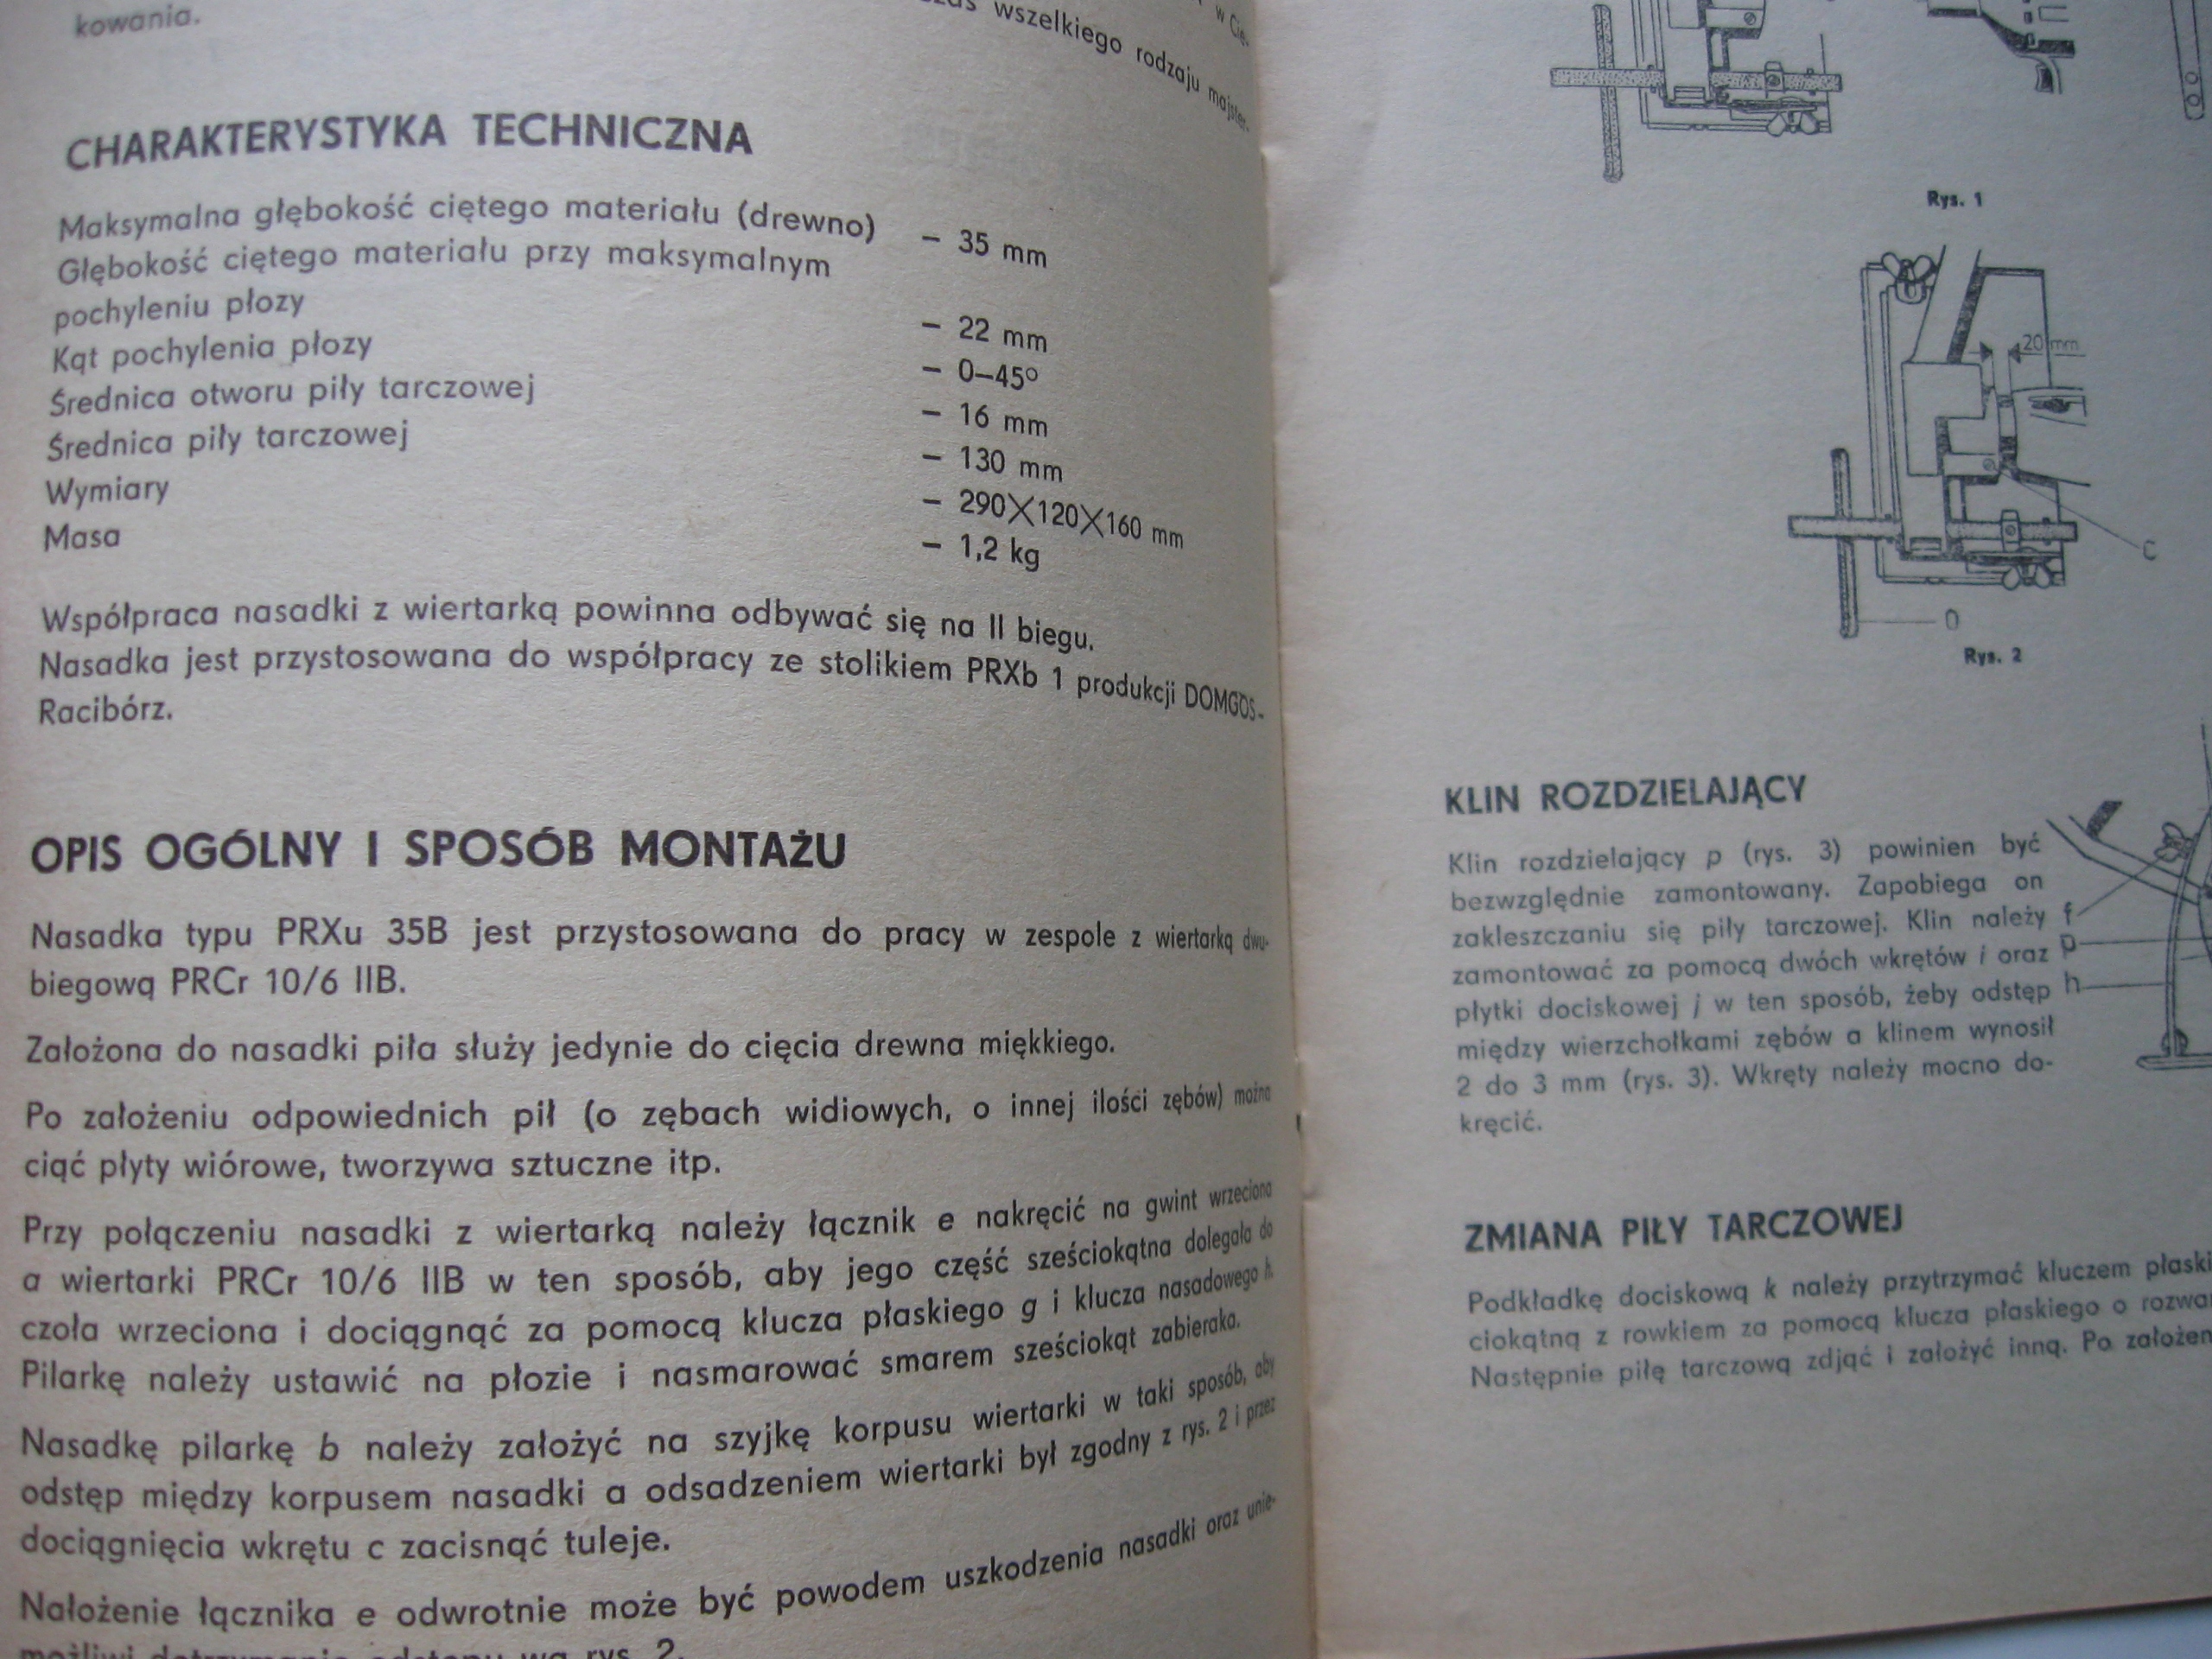 kowania.
wszelkiego rodzaju majster-
CHARAKTERYSTYKA TECHNICZNA
Maksymalna głębokość ciętego materiału (drewno) – 35 mm
Głębokość ciętego materiału przy maksymalnym
pochyleniu płozy – 22 mm
Kąt pochylenia płozy – 0–45°
Średnica otworu piły tarczowej – 16 mm
Średnica piły tarczowej – 130 mm
Wymiary – 290X120X160 mm
Masa – 1,2 kg
Współpraca nasadki z wiertarką powinna odbywać się na II biegu.
Nasadka jest przystosowana do współpracy ze stolikiem PRXb 1 produkcji DOMGOS-
Racibórz.
OPIS OGÓLNY I SPOSÓB MONTAŻU
Nasadka typu PRXu 35B jest przystosowana do pracy w zespole z wiertarką dwu-
biegową PRCr 10/6 IIB.
Założona do nasadki piła służy jedynie do cięcia drewna miękkiego.
Po założeniu odpowiednich pił (o zębach widiowych, o innej ilości zębów) można
ciąć płyty wiórowe, tworzywa sztuczne itp.
Przy połączeniu nasadki z wiertarką należy łącznik e nakręcić na gwint wrzeciona
a wiertarki PRCr 10/6 IIB w ten sposób, aby jego część sześciokątna dolegała do
czoła wrzeciona i dociągnąć za pomocą klucza płaskiego g i klucza nasadowego h.
Pilarkę należy ustawić na płozie i nasmarować smarem sześciokąt zabieraka.
Nasadkę pilarkę b należy założyć na szyjkę korpusu wiertarki w taki sposób, aby
odstęp między korpusem nasadki a odsadzeniem wiertarki był zgodny z rys. 2 i przez
dociągnięcia wkrętu c zacisnąć tuleje.
Nałożenie łącznika e odwrotnie może być powodem uszkodzenia nasadki oraz unie-
możliwi dotrzymanie odstępu wg rys. 2.
Rys. 1
20 mm
C
D
Rys. 2
KLIN ROZDZIELAJĄCY
Klin rozdzielający p (rys. 3) powinien być
bezwzględnie zamontowany. Zapobiega on
zakleszczaniu się piły tarczowej. Klin należy
zamontować za pomocą dwóch wkrętów i oraz
płytki dociskowej j w ten sposób, żeby odstęp
między wierzchołkami zębów a klinem wynosił
2 do 3 mm (rys. 3). Wkręty należy mocno do-
kręcić.
f
p
h
ZMIANA PIŁY TARCZOWEJ
Podkładkę dociskową k należy przytrzymać kluczem płaski
ciokątną z rowkiem za pomocą klucza płaskiego o rozwar
Następnie piłę tarczową zdjąć i założyć inną. Po założen